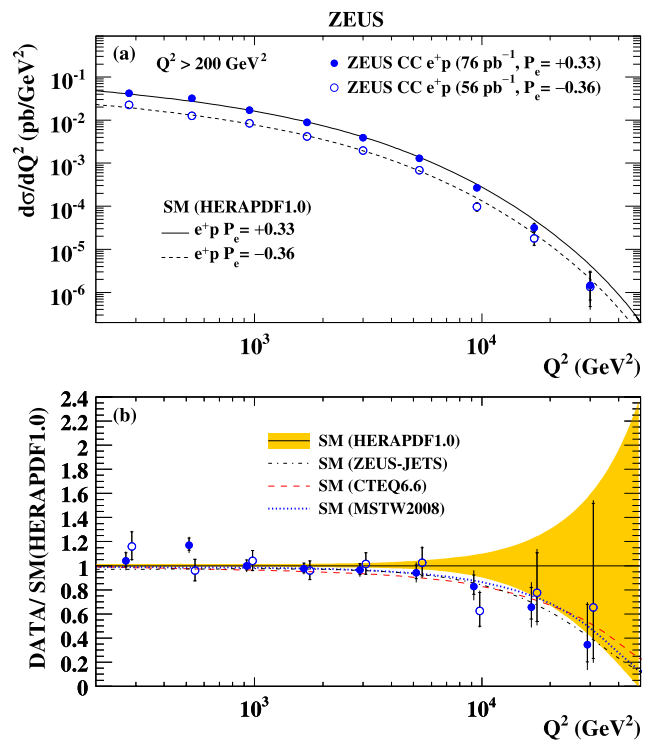 ZEUS
(a)
Q² > 200 GeV²
ZEUS CC e⁺p (76 pb⁻¹, Pₑ = +0.33)
ZEUS CC e⁺p (56 pb⁻¹, Pₑ = −0.36)
dσ/dQ² (pb/GeV²)
10⁻¹
10⁻²
10⁻³
10⁻⁴
10⁻⁵
10⁻⁶
SM (HERAPDF1.0)
e⁺p Pₑ = +0.33
e⁺p Pₑ = −0.36
10³
10⁴
Q² (GeV²)
(b)
DATA/ SM(HERAPDF1.0)
2.4
2.2
2
1.8
1.6
1.4
1.2
1
0.8
0.6
0.4
0.2
0
SM (HERAPDF1.0)
SM (ZEUS-JETS)
SM (CTEQ6.6)
SM (MSTW2008)
10³
10⁴
Q² (GeV²)